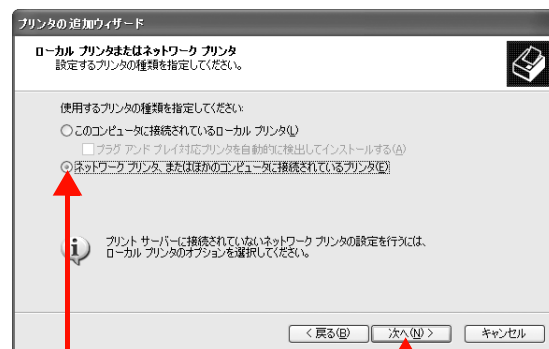 プリンタの追加ウィザード
ローカル プリンタまたはネットワーク プリンタ
設定するプリンタの種類を指定してください。
使用するプリンタの種類を指定してください:
このコンピュータに接続されているローカル プリンタ(L)
プラグ アンド プレイ対応プリンタを自動的に検出してインストールする(A)
ネットワーク プリンタ、またはほかのコンピュータに接続されているプリンタ(E)
プリント サーバーに接続されていないネットワーク プリンタの設定を行うには、
ローカル プリンタのオプションを選択してください。
< 戻る(B) 次へ(N) > キャンセル